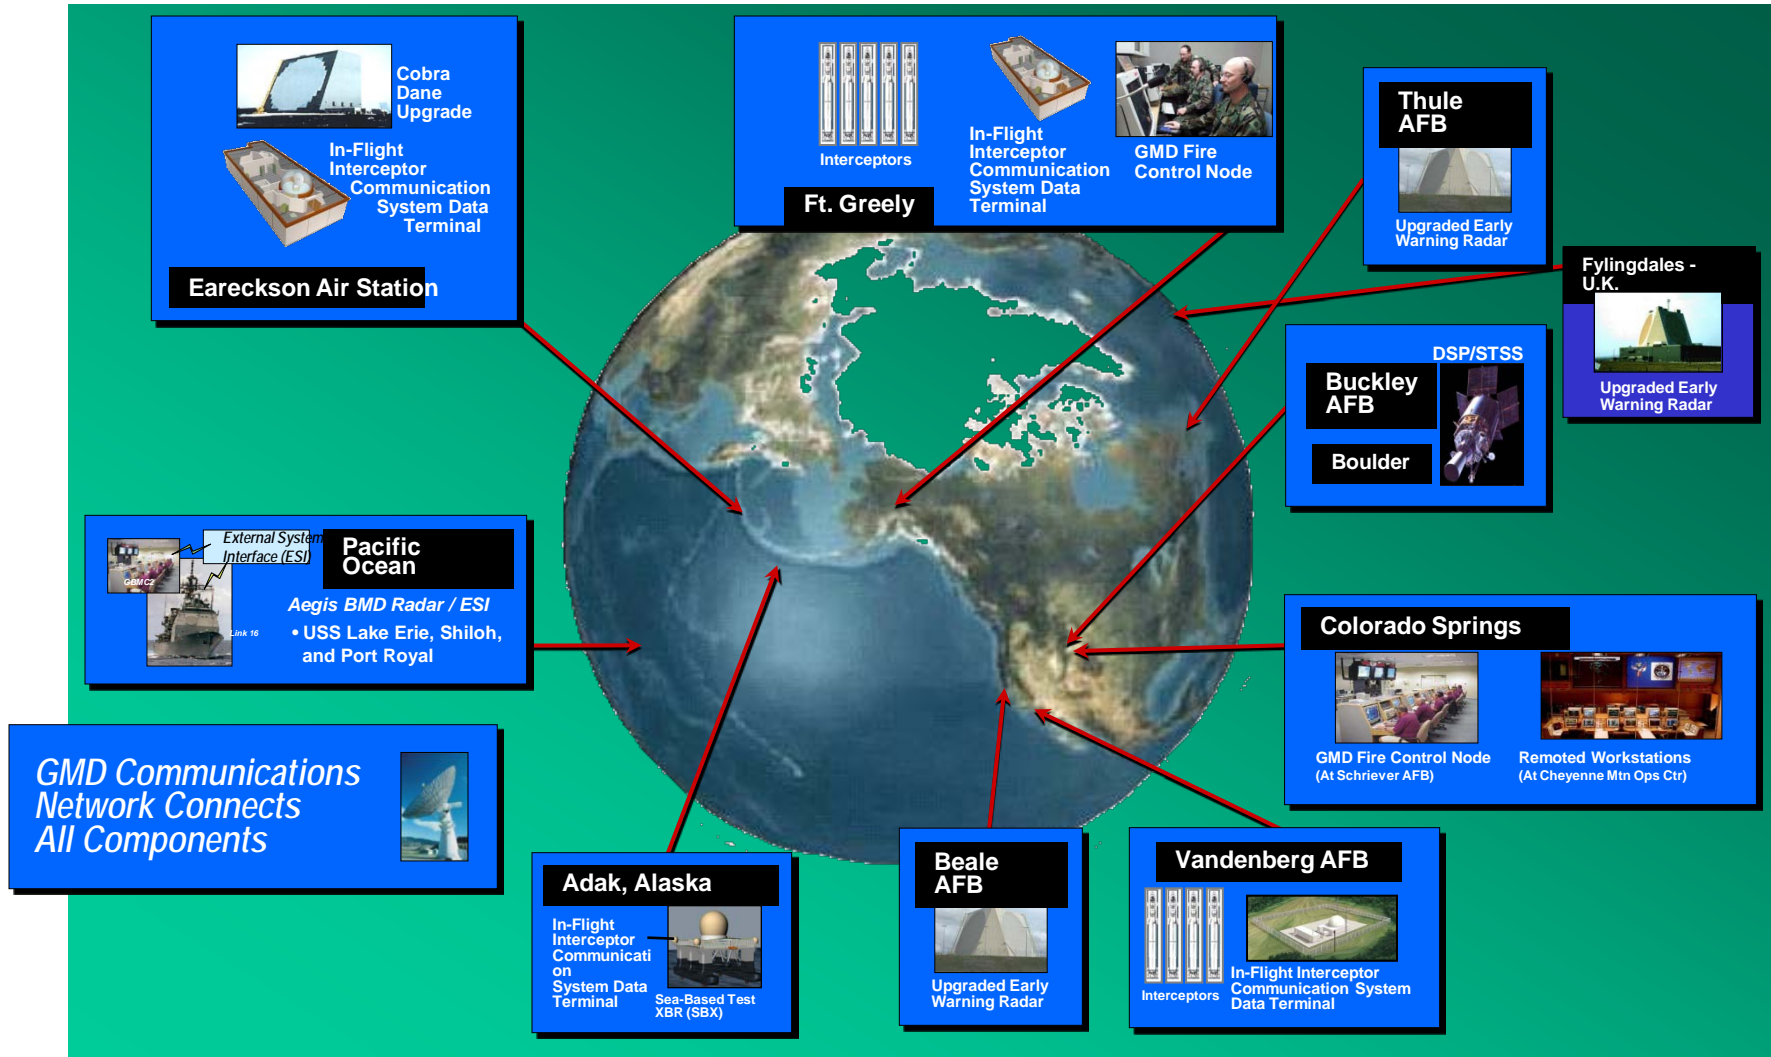 Cobra
Dane
Upgrade
In-Flight
Interceptor
Communication
System Data
Terminal
Eareckson Air Station
Interceptors
In-Flight
Interceptor
Communication
System Data
Terminal
GMD Fire
Control Node
Ft. Greely
Thule
AFB
Upgraded Early
Warning Radar
Fylingdales -
U.K.
Upgraded Early
Warning Radar
DSP/STSS
Buckley
AFB
Boulder
External System
Interface (ESI)
GBMC2
Link 16
Pacific
Ocean
Aegis BMD Radar / ESI
• USS Lake Erie, Shiloh,
and Port Royal
Colorado Springs
GMD Fire Control Node
(At Schriever AFB)
Remoted Workstations
(At Cheyenne Mtn Ops Ctr)
GMD Communications
Network Connects
All Components
Adak, Alaska
In-Flight
Interceptor
Communicati
on
System Data
Terminal
Sea-Based Test
XBR (SBX)
Beale
AFB
Upgraded Early
Warning Radar
Vandenberg AFB
Interceptors
In-Flight Interceptor
Communication System
Data Terminal